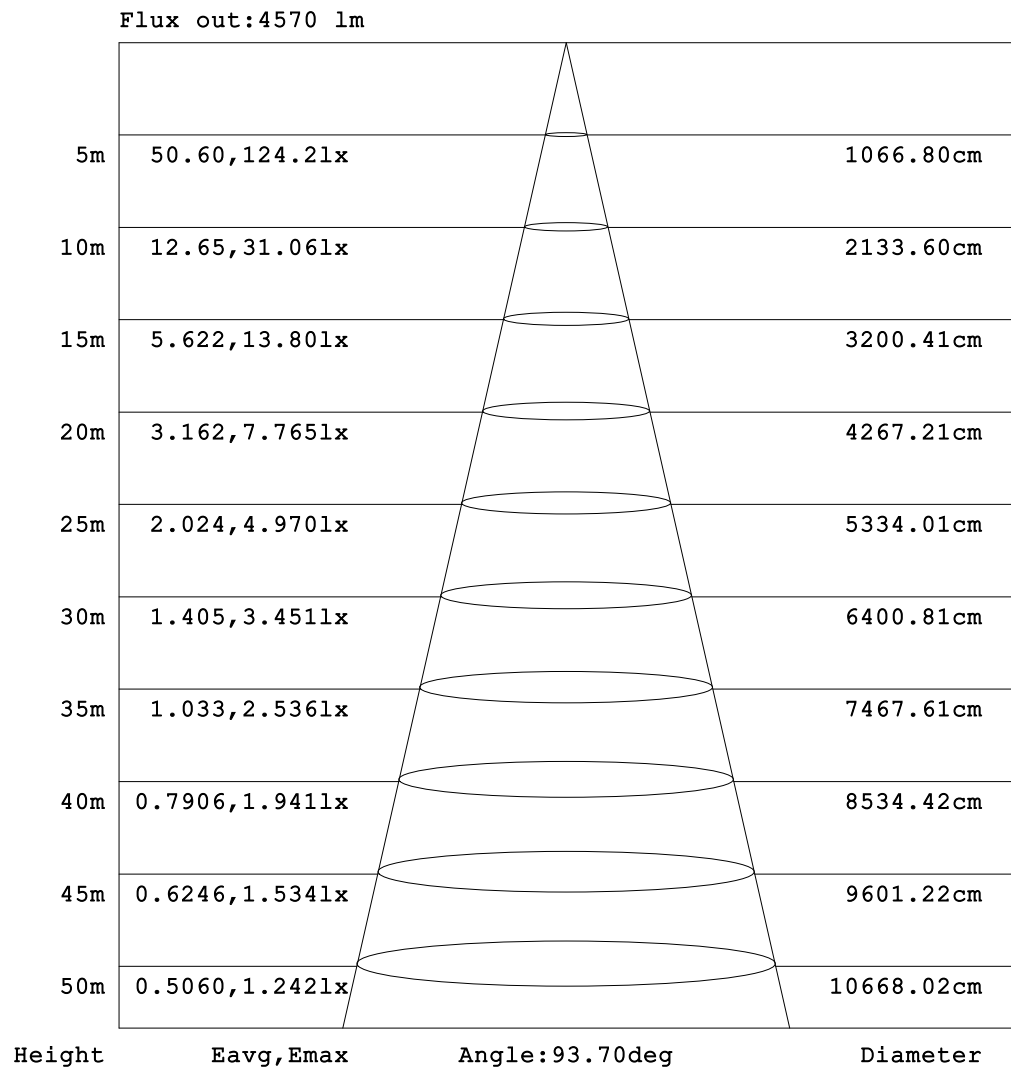 Flux out:4570 lm
5m 50.60,124.2lx 1066.80cm
10m 12.65,31.06lx 2133.60cm
15m 5.622,13.80lx 3200.41cm
20m 3.162,7.765lx 4267.21cm
25m 2.024,4.970lx 5334.01cm
30m 1.405,3.451lx 6400.81cm
35m 1.033,2.536lx 7467.61cm
40m 0.7906,1.941lx 8534.42cm
45m 0.6246,1.534lx 9601.22cm
50m 0.5060,1.242lx 10668.02cm
Height Eavg,Emax Angle:93.70deg Diameter